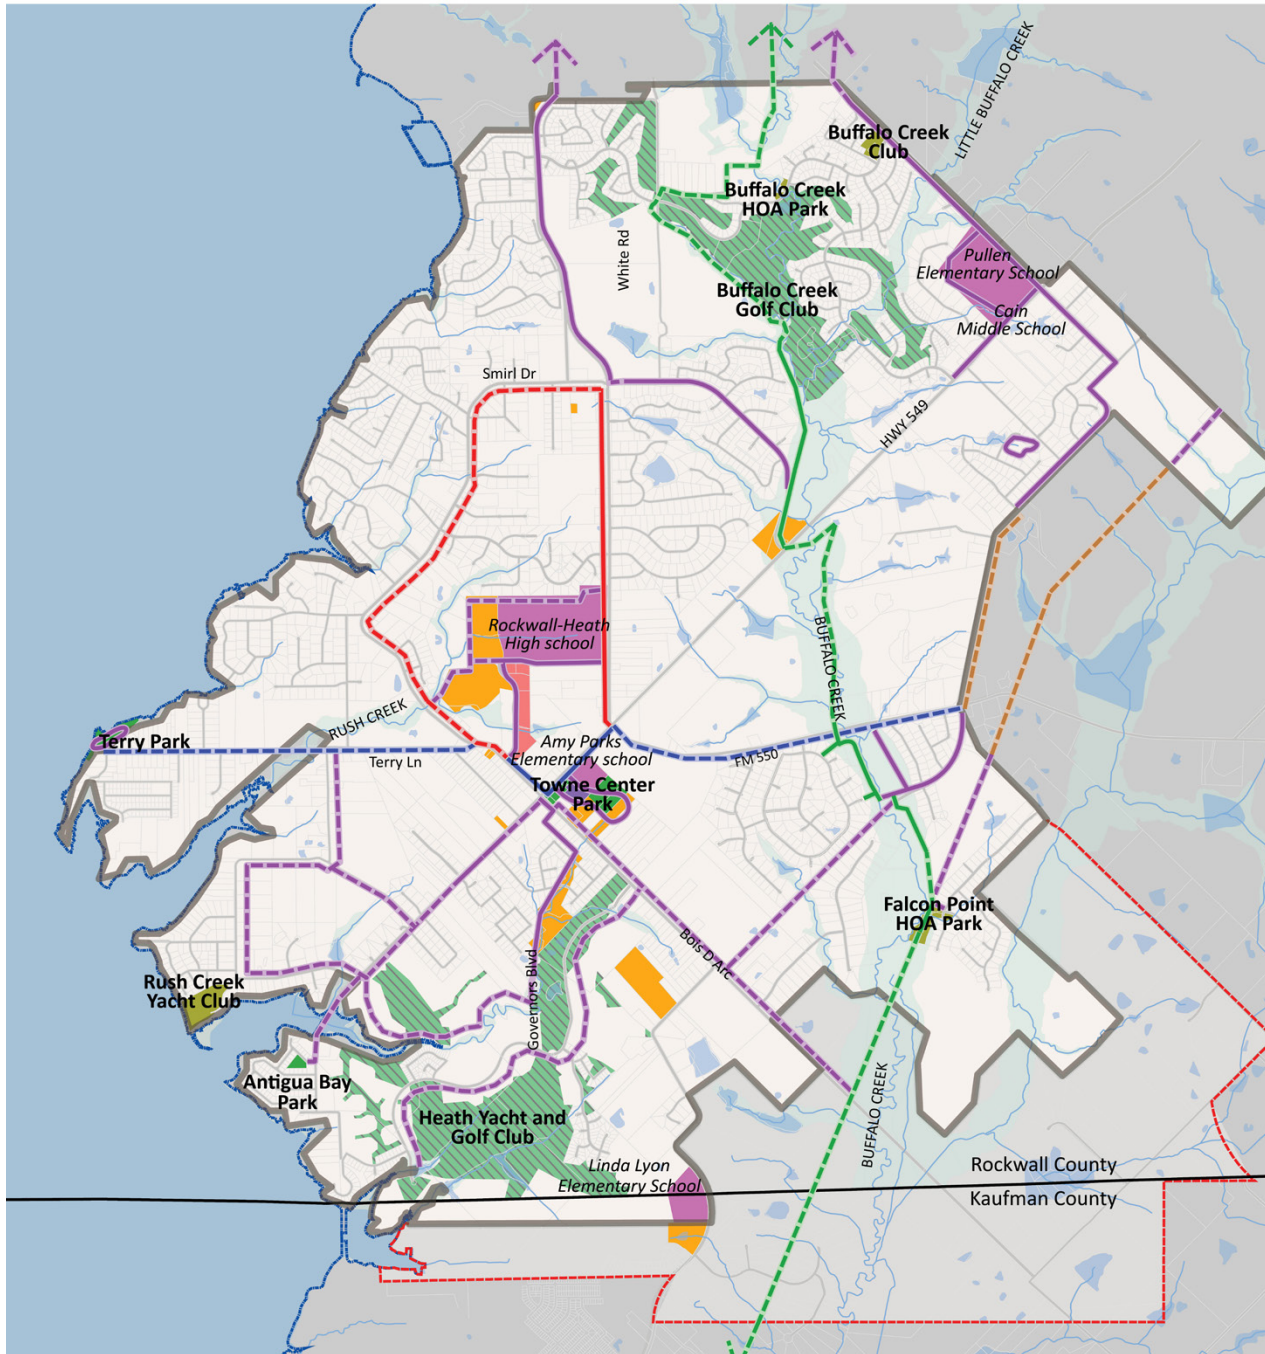 LITTLE BUFFALO CREEK
Buffalo Creek
Club
Buffalo Creek
HOA Park
White Rd
Pullen
Elementary School
Buffalo Creek
Golf Club
Cain
Middle School
Smirl Dr
HWY 549
Rockwall-Heath
High school
BUFFALO CREEK
RUSH CREEK
Terry Park
Amy Parks
Elementary school
Terry Ln
FM 550
Towne Center
Park
Falcon Point
HOA Park
Bois D Arc
Governors Blvd
Rush Creek
Yacht Club
Antigua Bay
Park
BUFFALO CREEK
Heath Yacht and
Golf Club
Linda Lyon
Elementary School
Rockwall County
Kaufman County